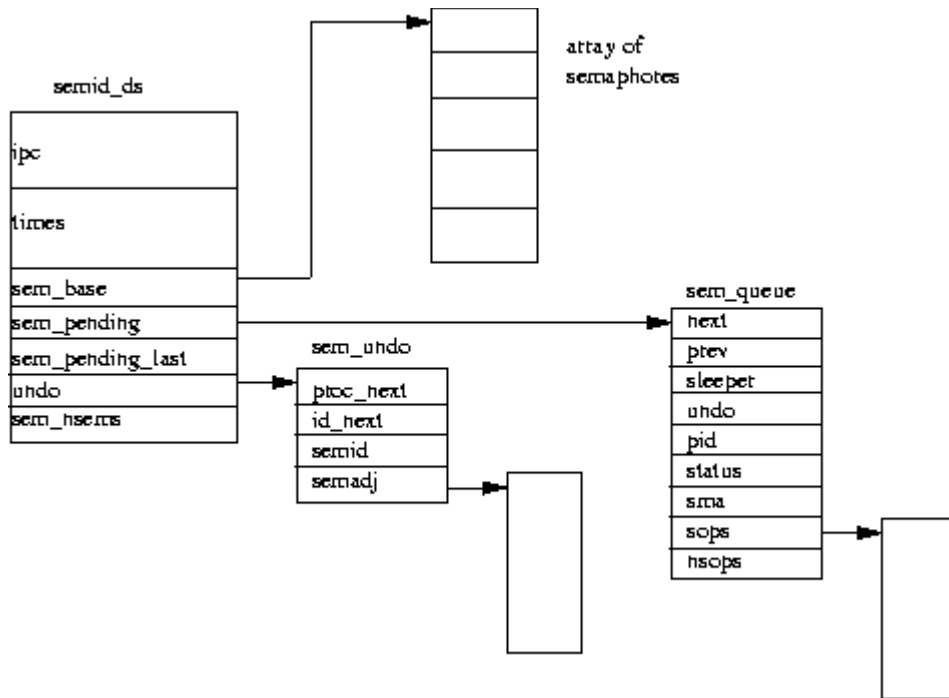 array of
semaphores
semid_ds
ipc
times
sem_base
sem_pending
sem_pending_last
undo
sem_nsems
sem_undo
proc_next
id_next
semid
semadj
sem_queue
next
prev
sleeper
undo
pid
status
sma
sops
nsops